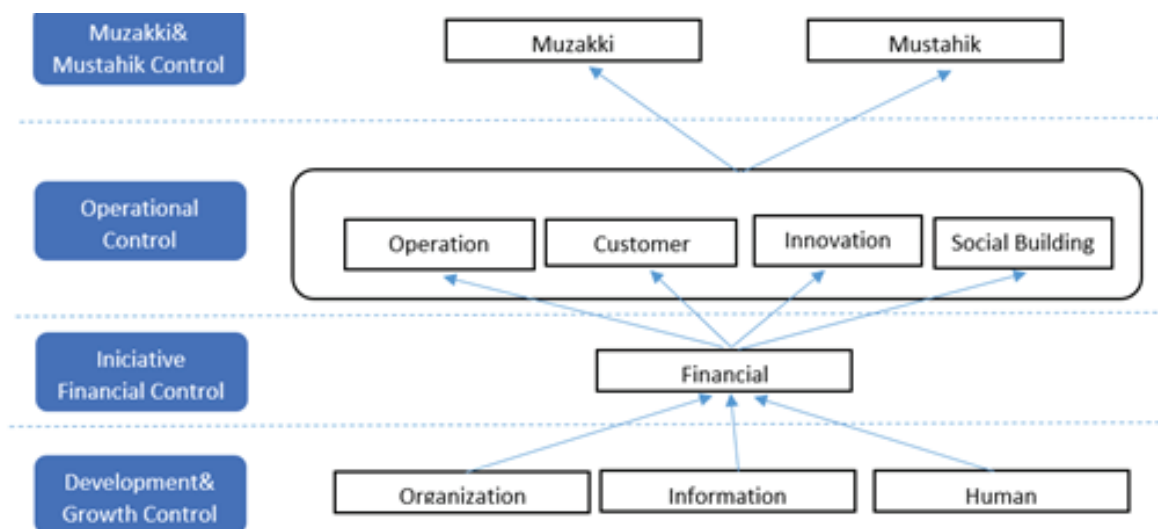 Muzakki&
Mustahik Control
Muzakki
Mustahik
Operational
Control
Operation
Customer
Innovation
Social Building
Iniciative
Financial Control
Financial
Development&
Growth Control
Organization
Information
Human